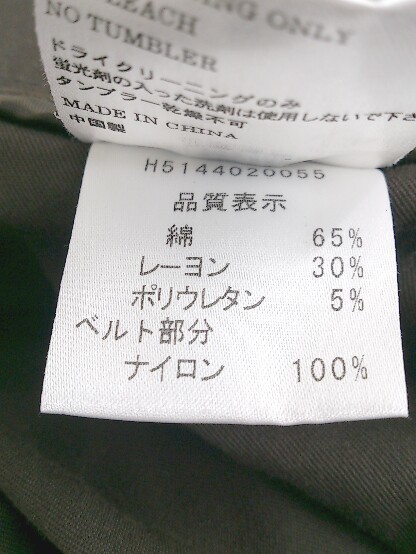 BLEACH
ING ONLY
NO TUMBLER
ドライクリーニングのみ
蛍光剤の入った洗剤は使用しないで下さ
タンブラー乾燥不可
MADE IN CHINA
中国製
H5144020055
品質表示
綿 65%
レーヨン 30%
ポリウレタン 5%
ベルト部分
ナイロン 100%